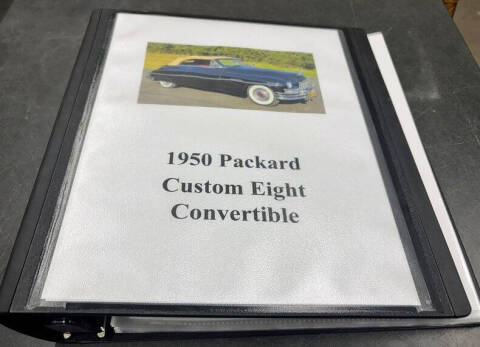 1950 Packard
Custom Eight
Convertible